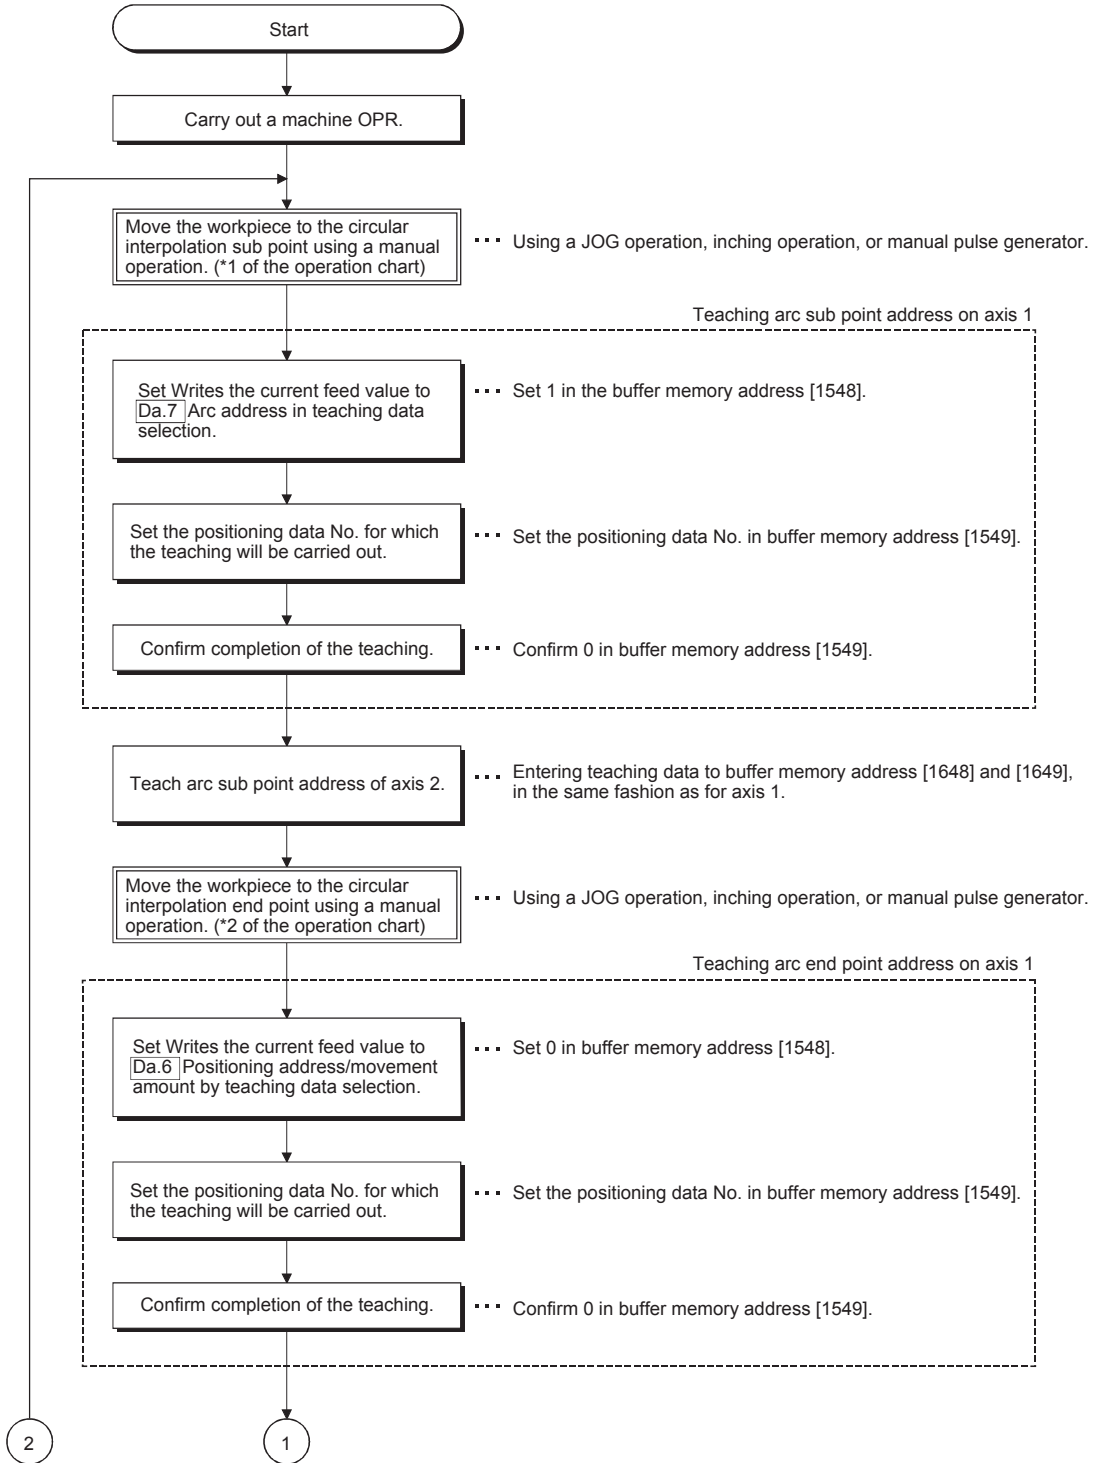 Start
Carry out a machine OPR.
Move the workpiece to the circular
interpolation sub point using a manual
operation. (*1 of the operation chart)
･･･ Using a JOG operation, inching operation, or manual pulse generator.
Teaching arc sub point address on axis 1
Set Writes the current feed value to
Da.7 Arc address in teaching data
selection.
･･･ Set 1 in the buffer memory address [1548].
Set the positioning data No. for which
the teaching will be carried out.
･･･ Set the positioning data No. in buffer memory address [1549].
Confirm completion of the teaching.
･･･ Confirm 0 in buffer memory address [1549].
Teach arc sub point address of axis 2.
･･･ Entering teaching data to buffer memory address [1648] and [1649],
in the same fashion as for axis 1.
Move the workpiece to the circular
interpolation end point using a manual
operation. (*2 of the operation chart)
･･･ Using a JOG operation, inching operation, or manual pulse generator.
Teaching arc end point address on axis 1
Set Writes the current feed value to
Da.6 Positioning address/movement
amount by teaching data selection.
･･･ Set 0 in buffer memory address [1548].
Set the positioning data No. for which
the teaching will be carried out.
･･･ Set the positioning data No. in buffer memory address [1549].
Confirm completion of the teaching.
･･･ Confirm 0 in buffer memory address [1549].
2
1